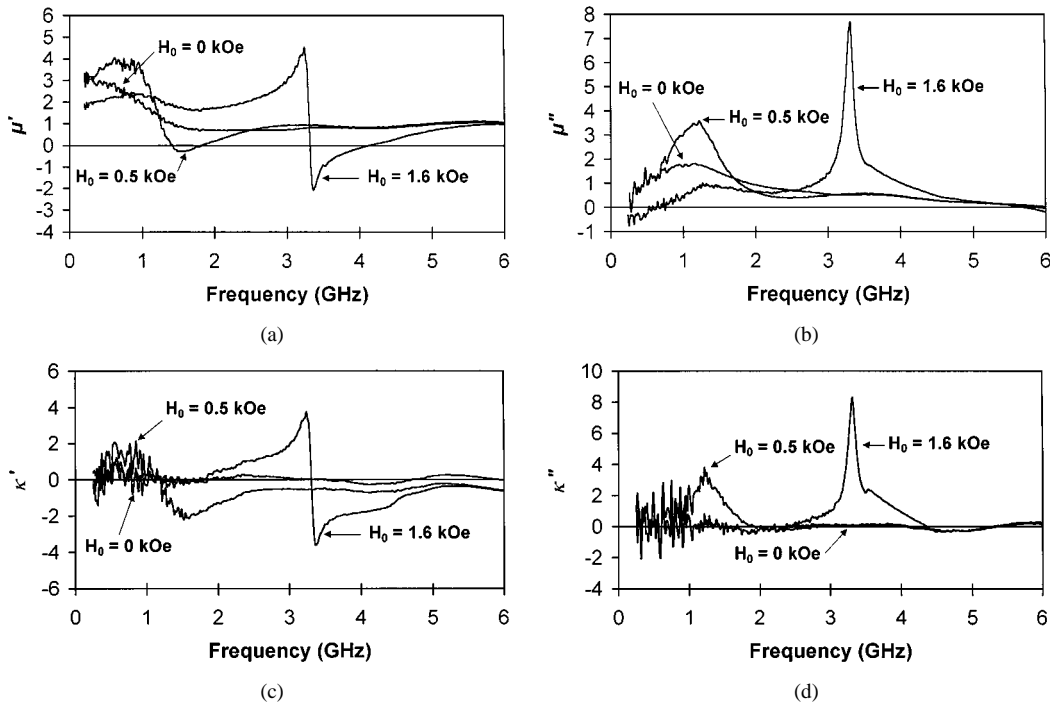 μ'
5
4
3
2
1
0
-1
-2
-3
-4
H0 = 0 kOe
H0 = 0.5 kOe
H0 = 1.6 kOe
0 1 2 3 4 5 6
Frequency (GHz)
(a)
μ"
8
7
6
5
4
3
2
1
0
-1
H0 = 0 kOe
H0 = 0.5 kOe
H0 = 1.6 kOe
0 1 2 3 4 5 6
Frequency (GHz)
(b)
κ'
6
4
2
0
-2
-4
-6
H0 = 0.5 kOe
H0 = 0 kOe
H0 = 1.6 kOe
0 1 2 3 4 5 6
Frequency (GHz)
(c)
κ"
10
8
6
4
2
0
-2
-4
H0 = 0.5 kOe
H0 = 1.6 kOe
H0 = 0 kOe
0 1 2 3 4 5 6
Frequency (GHz)
(d)